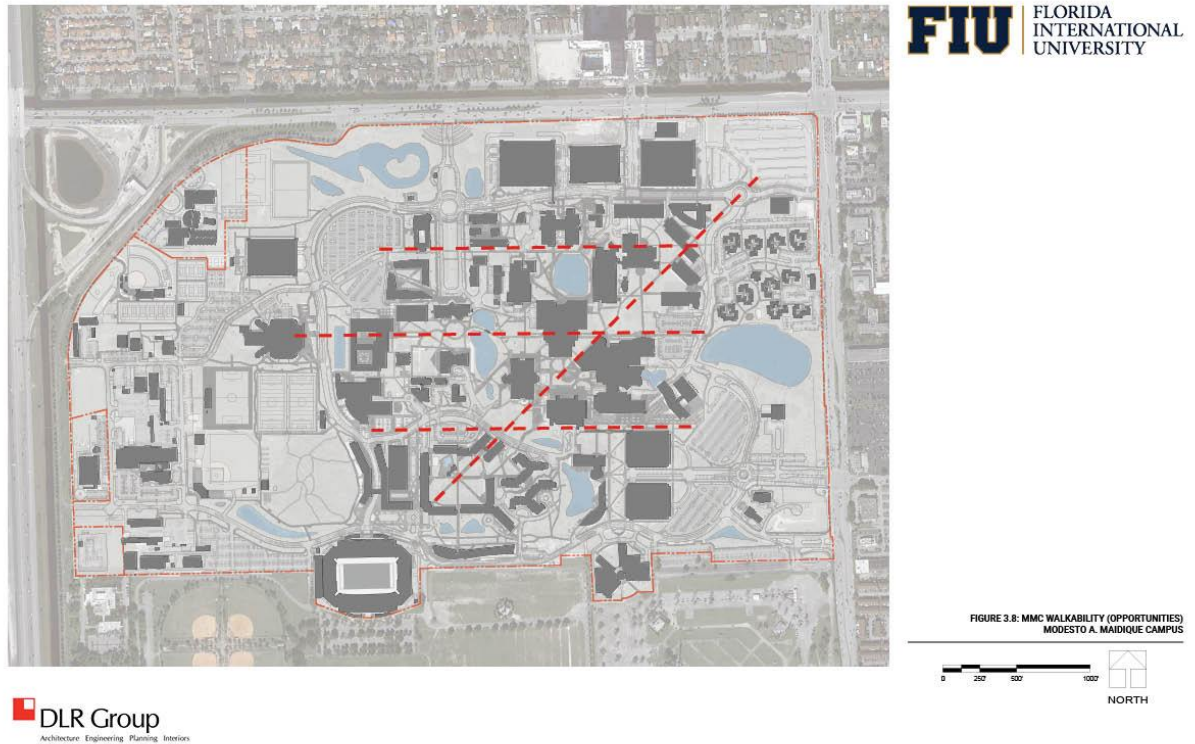 FIU
FLORIDA
INTERNATIONAL
UNIVERSITY
FIGURE 3.8: MMC WALKABILITY (OPPORTUNITIES)
MODESTO A. MAIDIQUE CAMPUS
0 250' 500' 1000'
NORTH
DLR Group
Architecture Engineering Planning Interiors